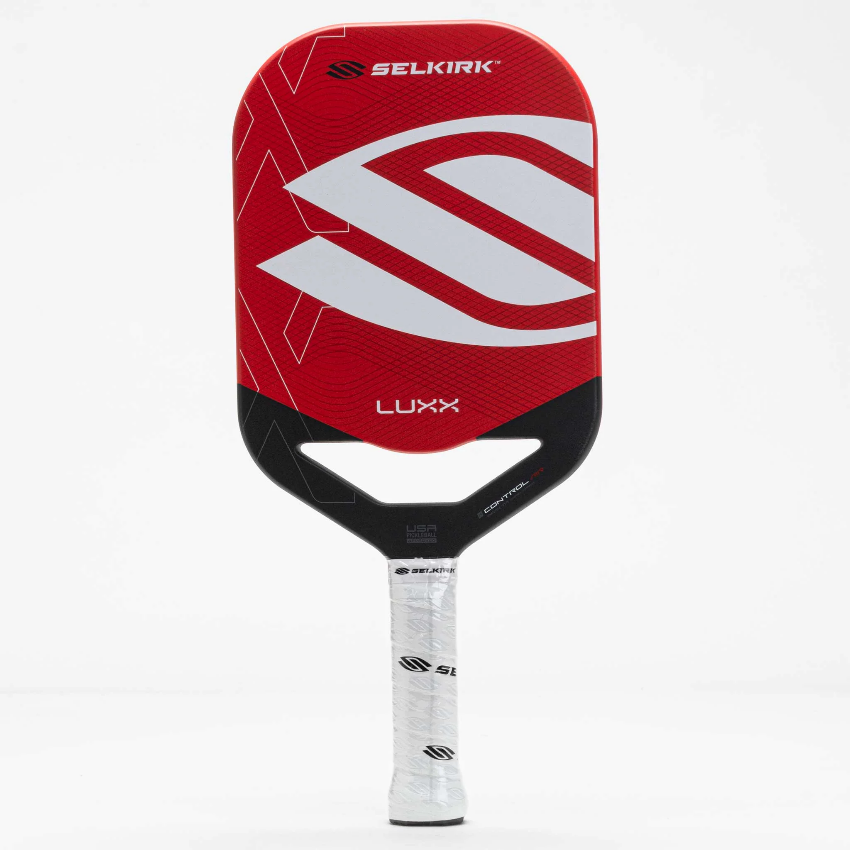 SELKIRK™
LUXX
CONTROL
USA
PICKLEBALL
SELKIRK
SE